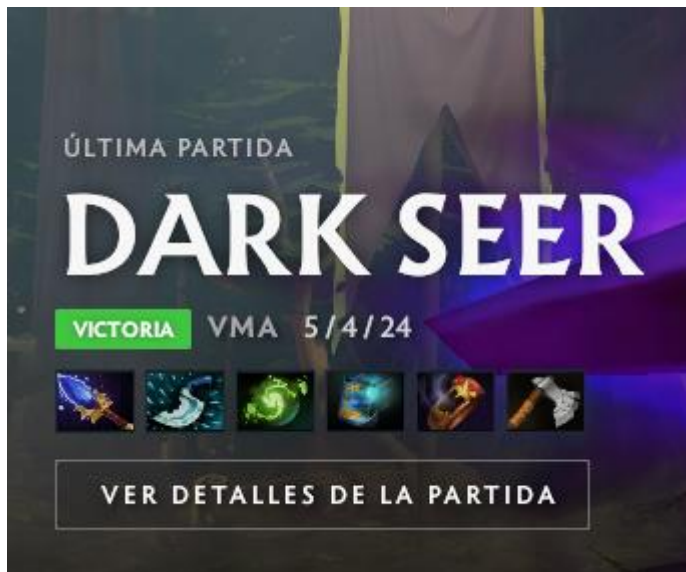 ÚLTIMA PARTIDA
DARK SEER
VICTORIA VMA 5/4/24
VER DETALLES DE LA PARTIDA